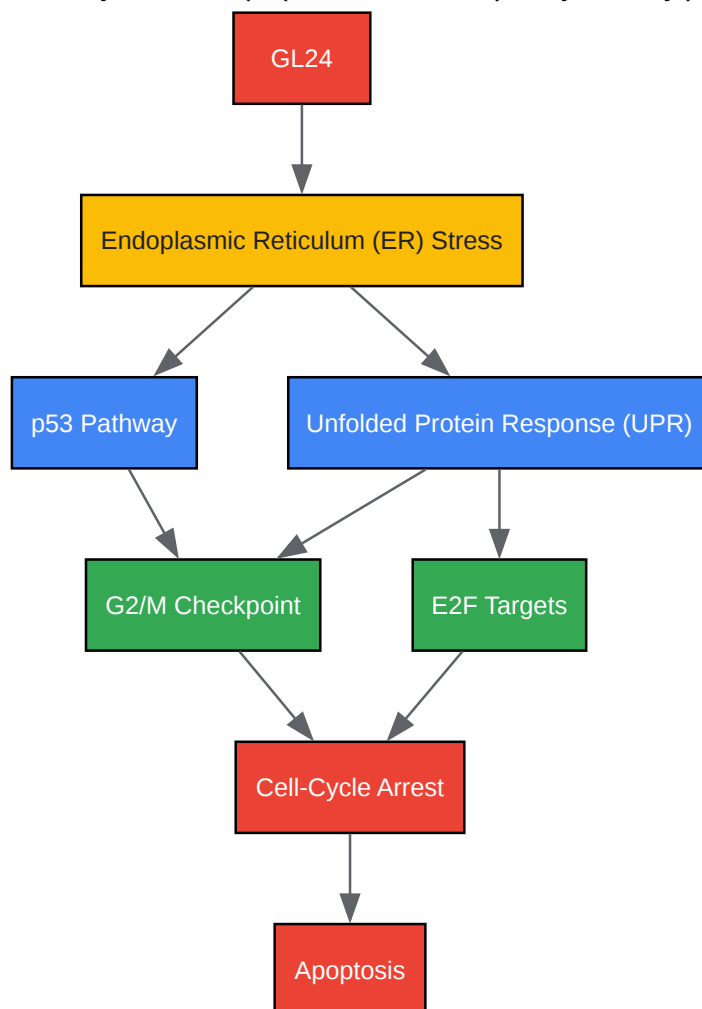 GL24
Endoplasmic Reticulum (ER) Stress
p53 Pathway
Unfolded Protein Response (UPR)
G2/M Checkpoint
E2F Targets
Cell-Cycle Arrest
Apoptosis